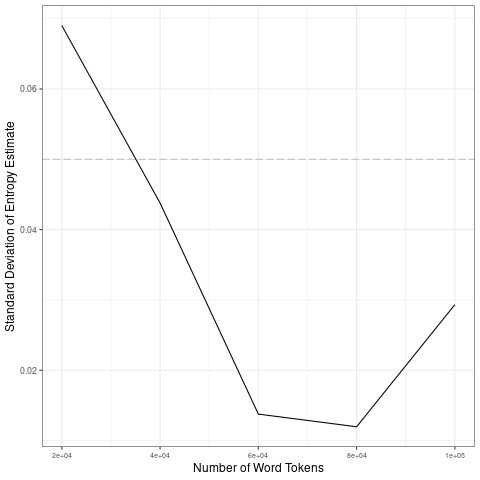 Standard Deviation of Entropy Estimate
0.06
0.04
0.02
2e+04 4e+04 6e+04 8e+04 1e+05
Number of Word Tokens